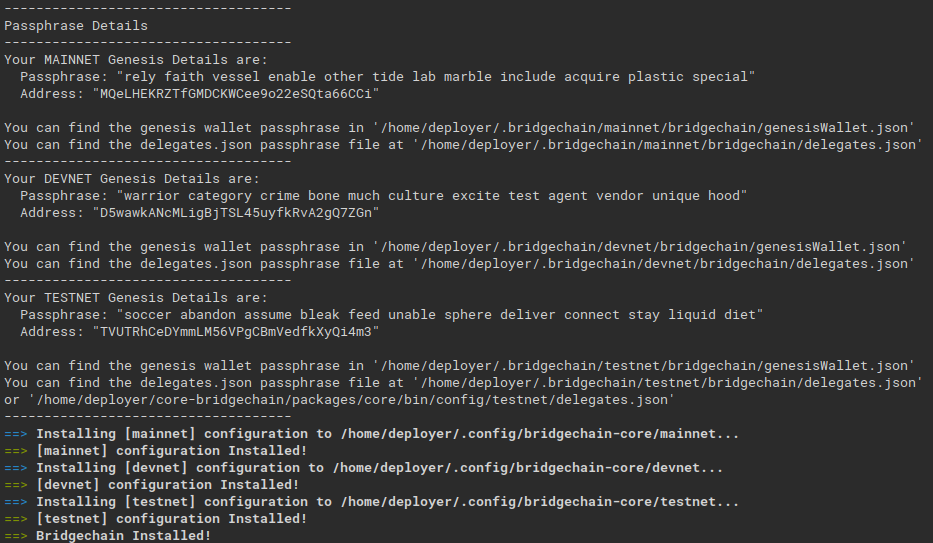 ------------------------------------
Passphrase Details
------------------------------------
Your MAINNET Genesis Details are:
  Passphrase: "rely faith vessel enable other tide lab marble include acquire plastic special"
  Address: "MQeLHEKRZTfGMDCKWCee9o22eSQta66CCi"

You can find the genesis wallet passphrase in '/home/deployer/.bridgechain/mainnet/bridgechain/genesisWallet.json'
You can find the delegates.json passphrase file at '/home/deployer/.bridgechain/mainnet/bridgechain/delegates.json'
------------------------------------
Your DEVNET Genesis Details are:
  Passphrase: "warrior category crime bone much culture excite test agent vendor unique hood"
  Address: "D5wawkANcMLigBjTSL45uyfkRvA2gQ7ZGn"

You can find the genesis wallet passphrase in '/home/deployer/.bridgechain/devnet/bridgechain/genesisWallet.json'
You can find the delegates.json passphrase file at '/home/deployer/.bridgechain/devnet/bridgechain/delegates.json'
------------------------------------
Your TESTNET Genesis Details are:
  Passphrase: "soccer abandon assume bleak feed unable sphere deliver connect stay liquid diet"
  Address: "TVUTRhCeDYmmLM56VPgCBmVedfkXyQi4m3"

You can find the genesis wallet passphrase in '/home/deployer/.bridgechain/testnet/bridgechain/genesisWallet.json'
You can find the delegates.json passphrase file at '/home/deployer/.bridgechain/testnet/bridgechain/delegates.json'
or '/home/deployer/core-bridgechain/packages/core/bin/config/testnet/delegates.json'
------------------------------------
==> Installing [mainnet] configuration to /home/deployer/.config/bridgechain-core/mainnet...
==> [mainnet] configuration Installed!
==> Installing [devnet] configuration to /home/deployer/.config/bridgechain-core/devnet...
==> [devnet] configuration Installed!
==> Installing [testnet] configuration to /home/deployer/.config/bridgechain-core/testnet...
==> [testnet] configuration Installed!
==> Bridgechain Installed!